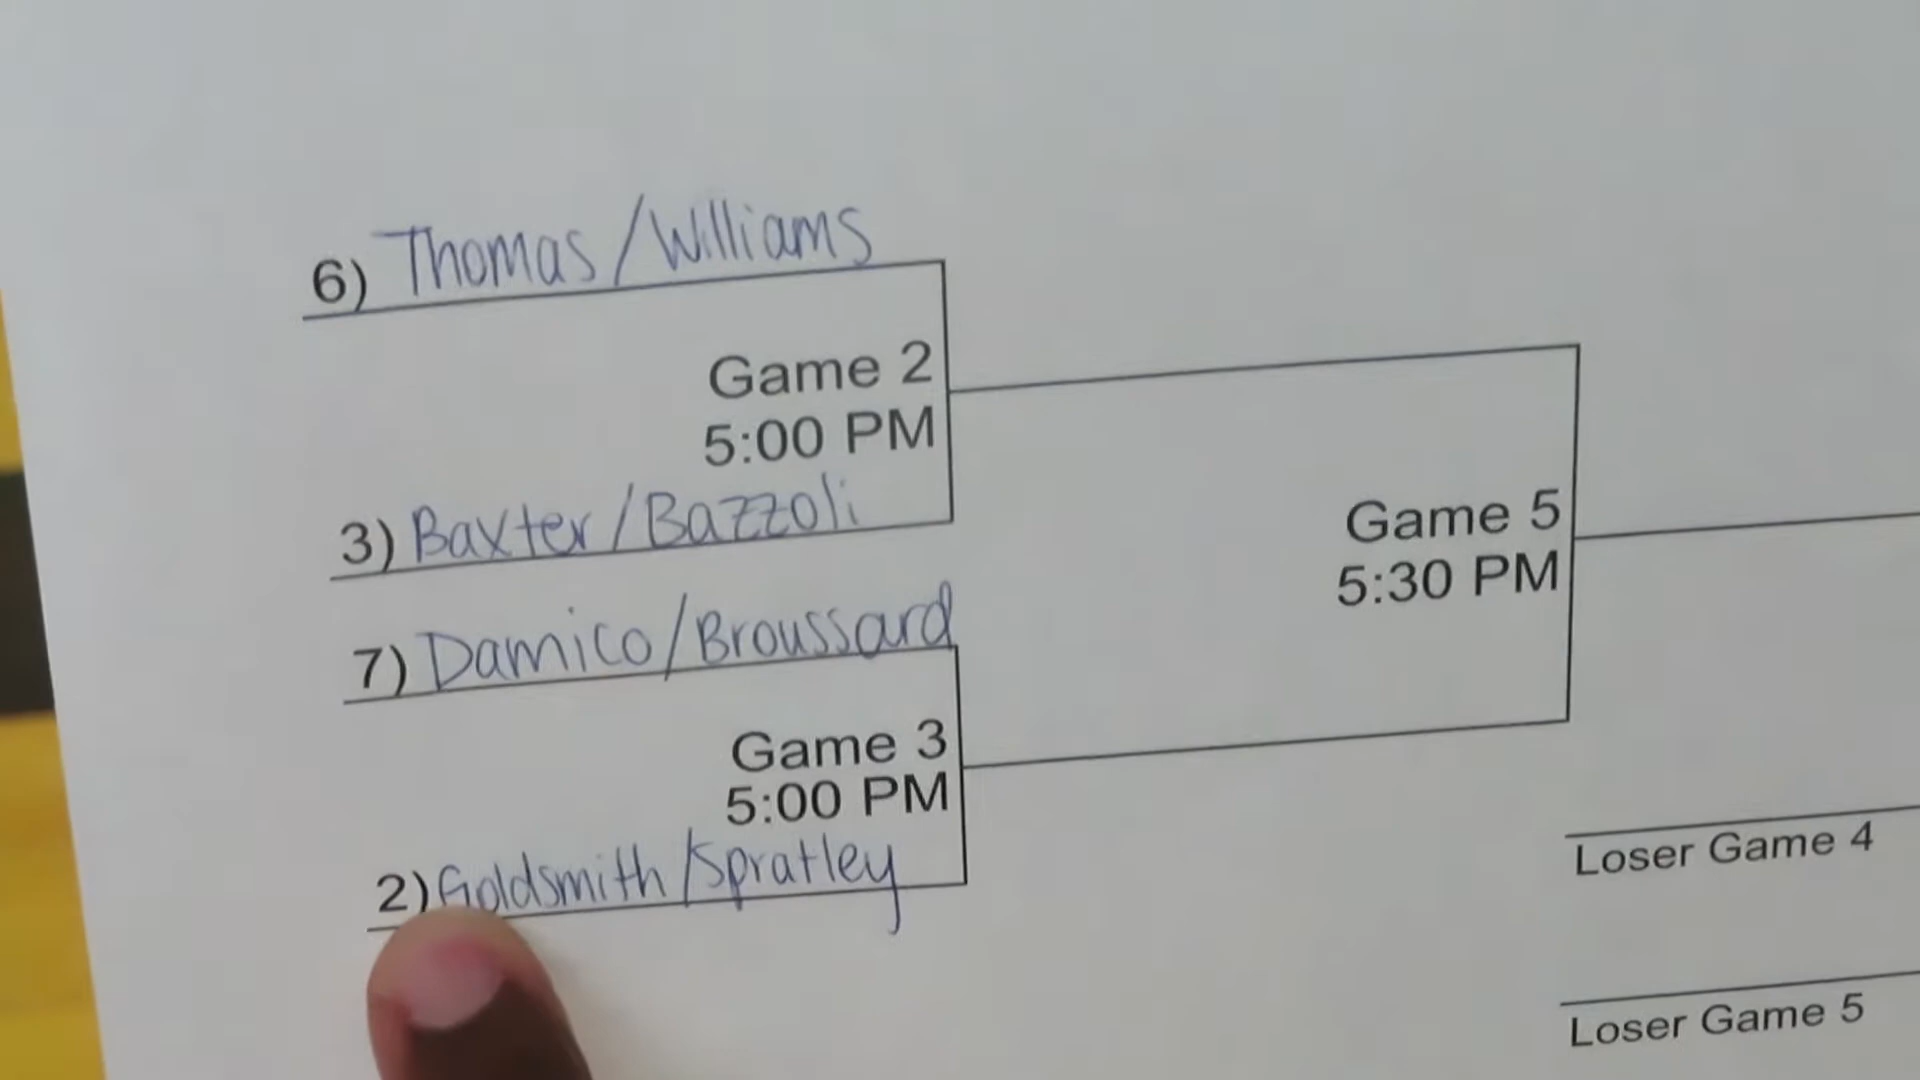 6) Thomas/Williams
Game 2
5:00 PM
3) Baxter/Bazzoli
7) Damico/Broussard
Game 3
5:00 PM
2) Goldsmith/Spratley
Game 5
5:30 PM
Loser Game 4
Loser Game 5